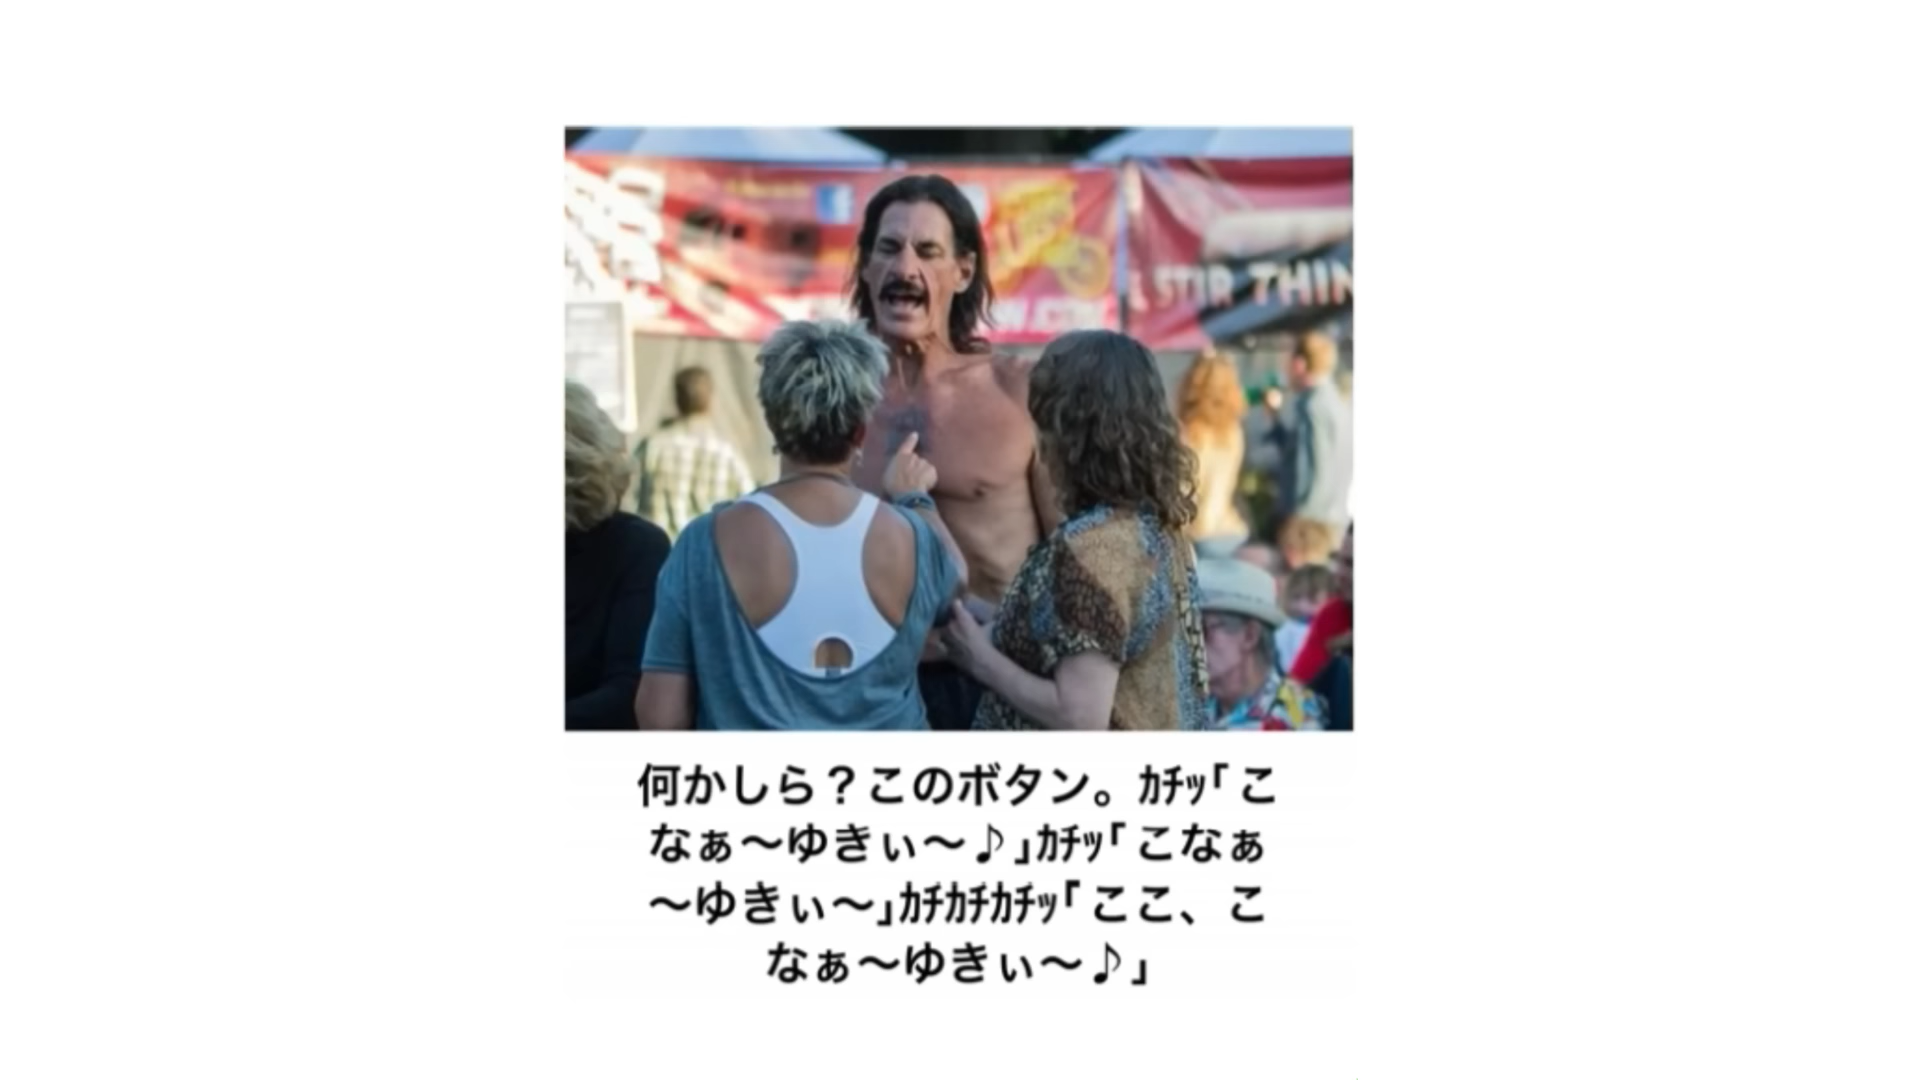 & STIR THIN
何かしら？このボタン。ｶﾁｯ｢こ
なぁ〜ゆきぃ〜♪｣ｶﾁｯ｢こなぁ
〜ゆきぃ〜｣ｶﾁｶﾁｶﾁｯ｢ここ、こ
なぁ〜ゆきぃ〜♪｣